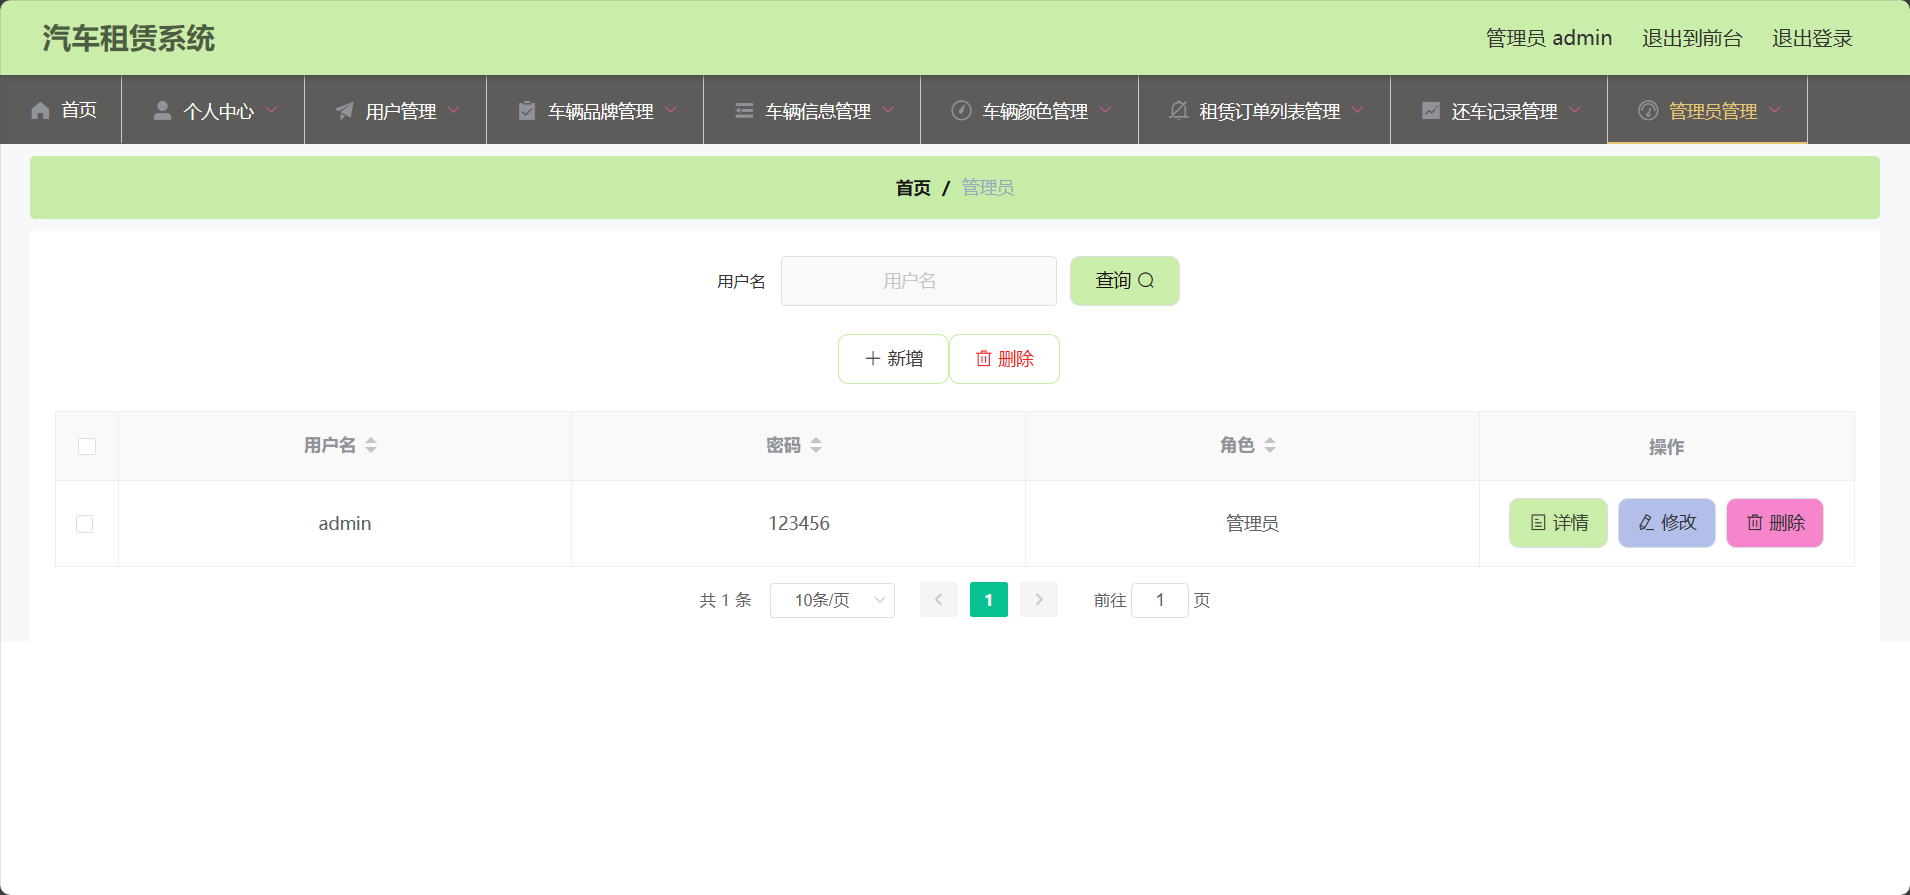 汽车租赁系统
管理员 admin 退出到前台 退出登录
首页 个人中心 用户管理 车辆品牌管理 车辆信息管理 车辆颜色管理 租赁订单列表管理 还车记录管理 管理员管理
首页 / 管理员
用户名 用户名 查询
新增 删除
用户名 密码 角色 操作
admin 123456 管理员 详情 修改 删除
共 1 条 10条/页 1 前往 1 页